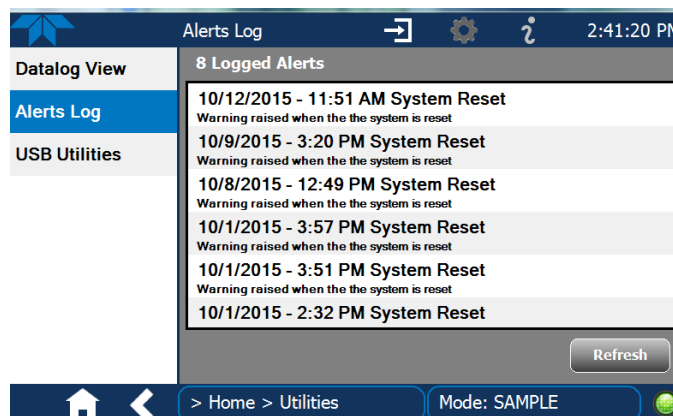 Alerts Log
2:41:20 PM
Datalog View
Alerts Log
USB Utilities
8 Logged Alerts
10/12/2015 - 11:51 AM System Reset
Warning raised when the the system is reset
10/9/2015 - 3:20 PM System Reset
Warning raised when the the system is reset
10/8/2015 - 12:49 PM System Reset
Warning raised when the the system is reset
10/1/2015 - 3:57 PM System Reset
Warning raised when the the system is reset
10/1/2015 - 3:51 PM System Reset
Warning raised when the the system is reset
10/1/2015 - 2:32 PM System Reset
Refresh
> Home > Utilities
Mode: SAMPLE